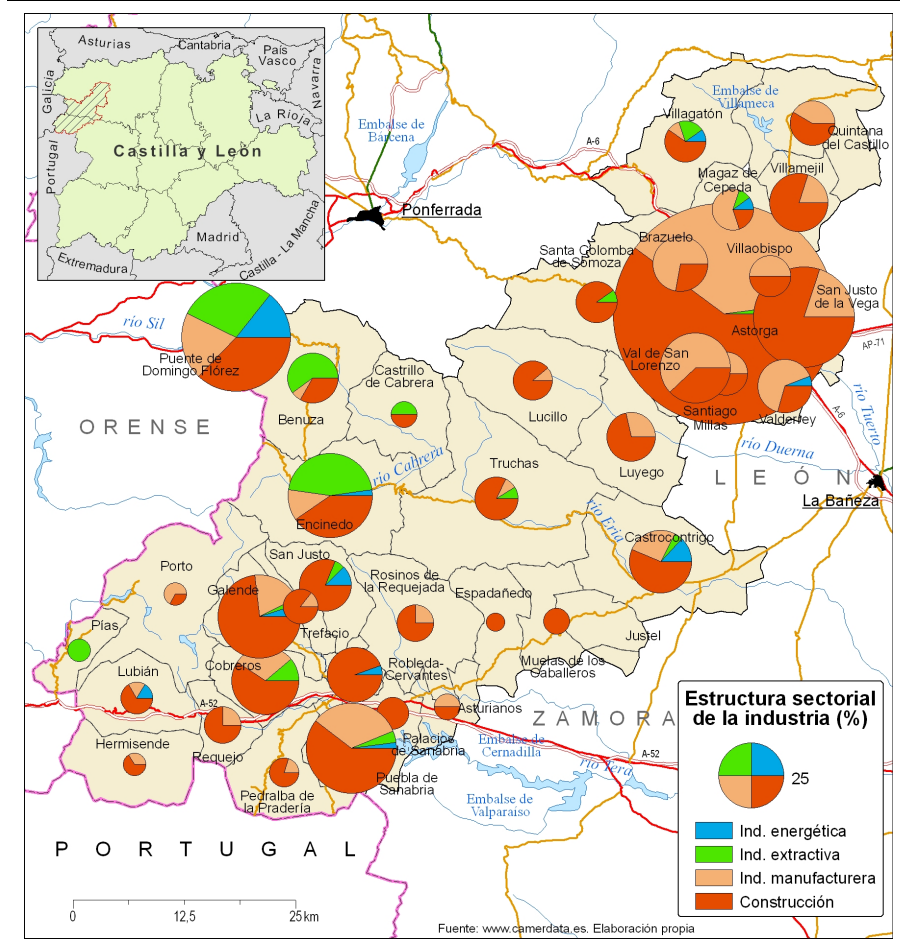 Asturias
Cantabria
País
Vasco
Navarra
Galicia
La Rioja
Castilla y León
Portugal
Madrid
Castilla - La Mancha
Extremadura
Embalse de
Bárcena
Ponferrada
A-6
Villagatón
Embalse de
Villameca
Quintana
del Castillo
Magaz de
Cepeda
Villamejil
Santa Colomba
de Somoza
Brazuelo
Villaobispo
San Justo
de la Vega
Astorga
AP-71
río Sil
Puente de
Domingo Flórez
Val de San
Lorenzo
Castrillo
de Cabrera
Benuza
Lucillo
Santiago
Millas
Valderrey
A-6
río Tuerto
ORENSE
río Cabrera
Luyego
río Duerna
Truchas
LEÓN
La Bañeza
Encinedo
río Eria
Castrocontrigo
San Justo
Porto
Galende
Rosinos de
la Requejada
Espadañedo
Trefacio
Justel
Pías
Muelas de los
Saballeros
Lubián
Cobreros
Robleda-
Cervantes
A-52
Asturianos
ZAMORA
Hermisende
Requejo
Palacios
de Sanabria
Embalse de
Cernadilla
A-52
río Tera
Puebla de
Sanabria
Pedralba de
la Pradería
Embalse de
Valparaiso
PORTUGAL
Estructura sectorial
de la industria (%)
25
Ind. energética
Ind. extractiva
Ind. manufacturera
Construcción
0 12,5 25km
Fuente: www.camerdata.es. Elaboración propia